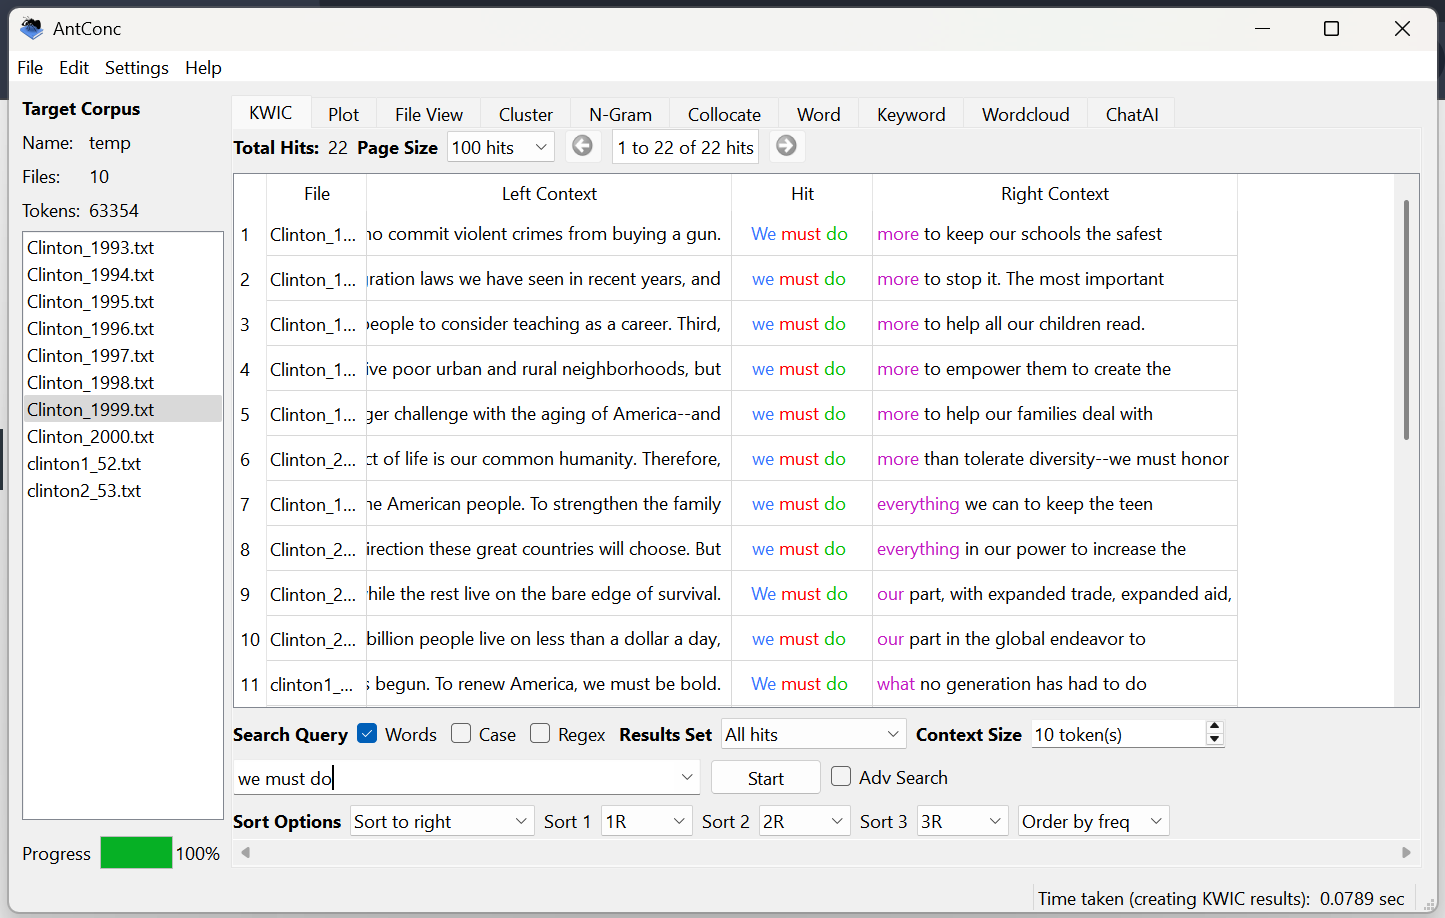 AntConc
File Edit Settings Help
Target Corpus
Name: temp
Files: 10
Tokens: 63354
Clinton_1993.txt
Clinton_1994.txt
Clinton_1995.txt
Clinton_1996.txt
Clinton_1997.txt
Clinton_1998.txt
Clinton_1999.txt
Clinton_2000.txt
clinton1_52.txt
clinton2_53.txt
Progress 100%
KWIC Plot File View Cluster N-Gram Collocate Word Keyword Wordcloud ChatAI
Total Hits: 22 Page Size 100 hits 1 to 22 of 22 hits
File Left Context Hit Right Context
1 Clinton_1... no commit violent crimes from buying a gun. We must do more to keep our schools the safest
2 Clinton_1... gration laws we have seen in recent years, and we must do more to stop it. The most important
3 Clinton_1... people to consider teaching as a career. Third, we must do more to help all our children read.
4 Clinton_1... ive poor urban and rural neighborhoods, but we must do more to empower them to create the
5 Clinton_1... ger challenge with the aging of America--and we must do more to help our families deal with
6 Clinton_2... ct of life is our common humanity. Therefore, we must do more than tolerate diversity--we must honor
7 Clinton_1... he American people. To strengthen the family we must do everything we can to keep the teen
8 Clinton_2... irection these great countries will choose. But we must do everything in our power to increase the
9 Clinton_2... while the rest live on the bare edge of survival. We must do our part, with expanded trade, expanded aid,
10 Clinton_2... billion people live on less than a dollar a day, we must do our part in the global endeavor to
11 clinton1_... s begun. To renew America, we must be bold. We must do what no generation has had to do
Search Query Words Case Regex Results Set All hits Context Size 10 token(s)
we must do Start Adv Search
Sort Options Sort to right Sort 1 1R Sort 2 2R Sort 3 3R Order by freq
Time taken (creating KWIC results): 0.0789 sec